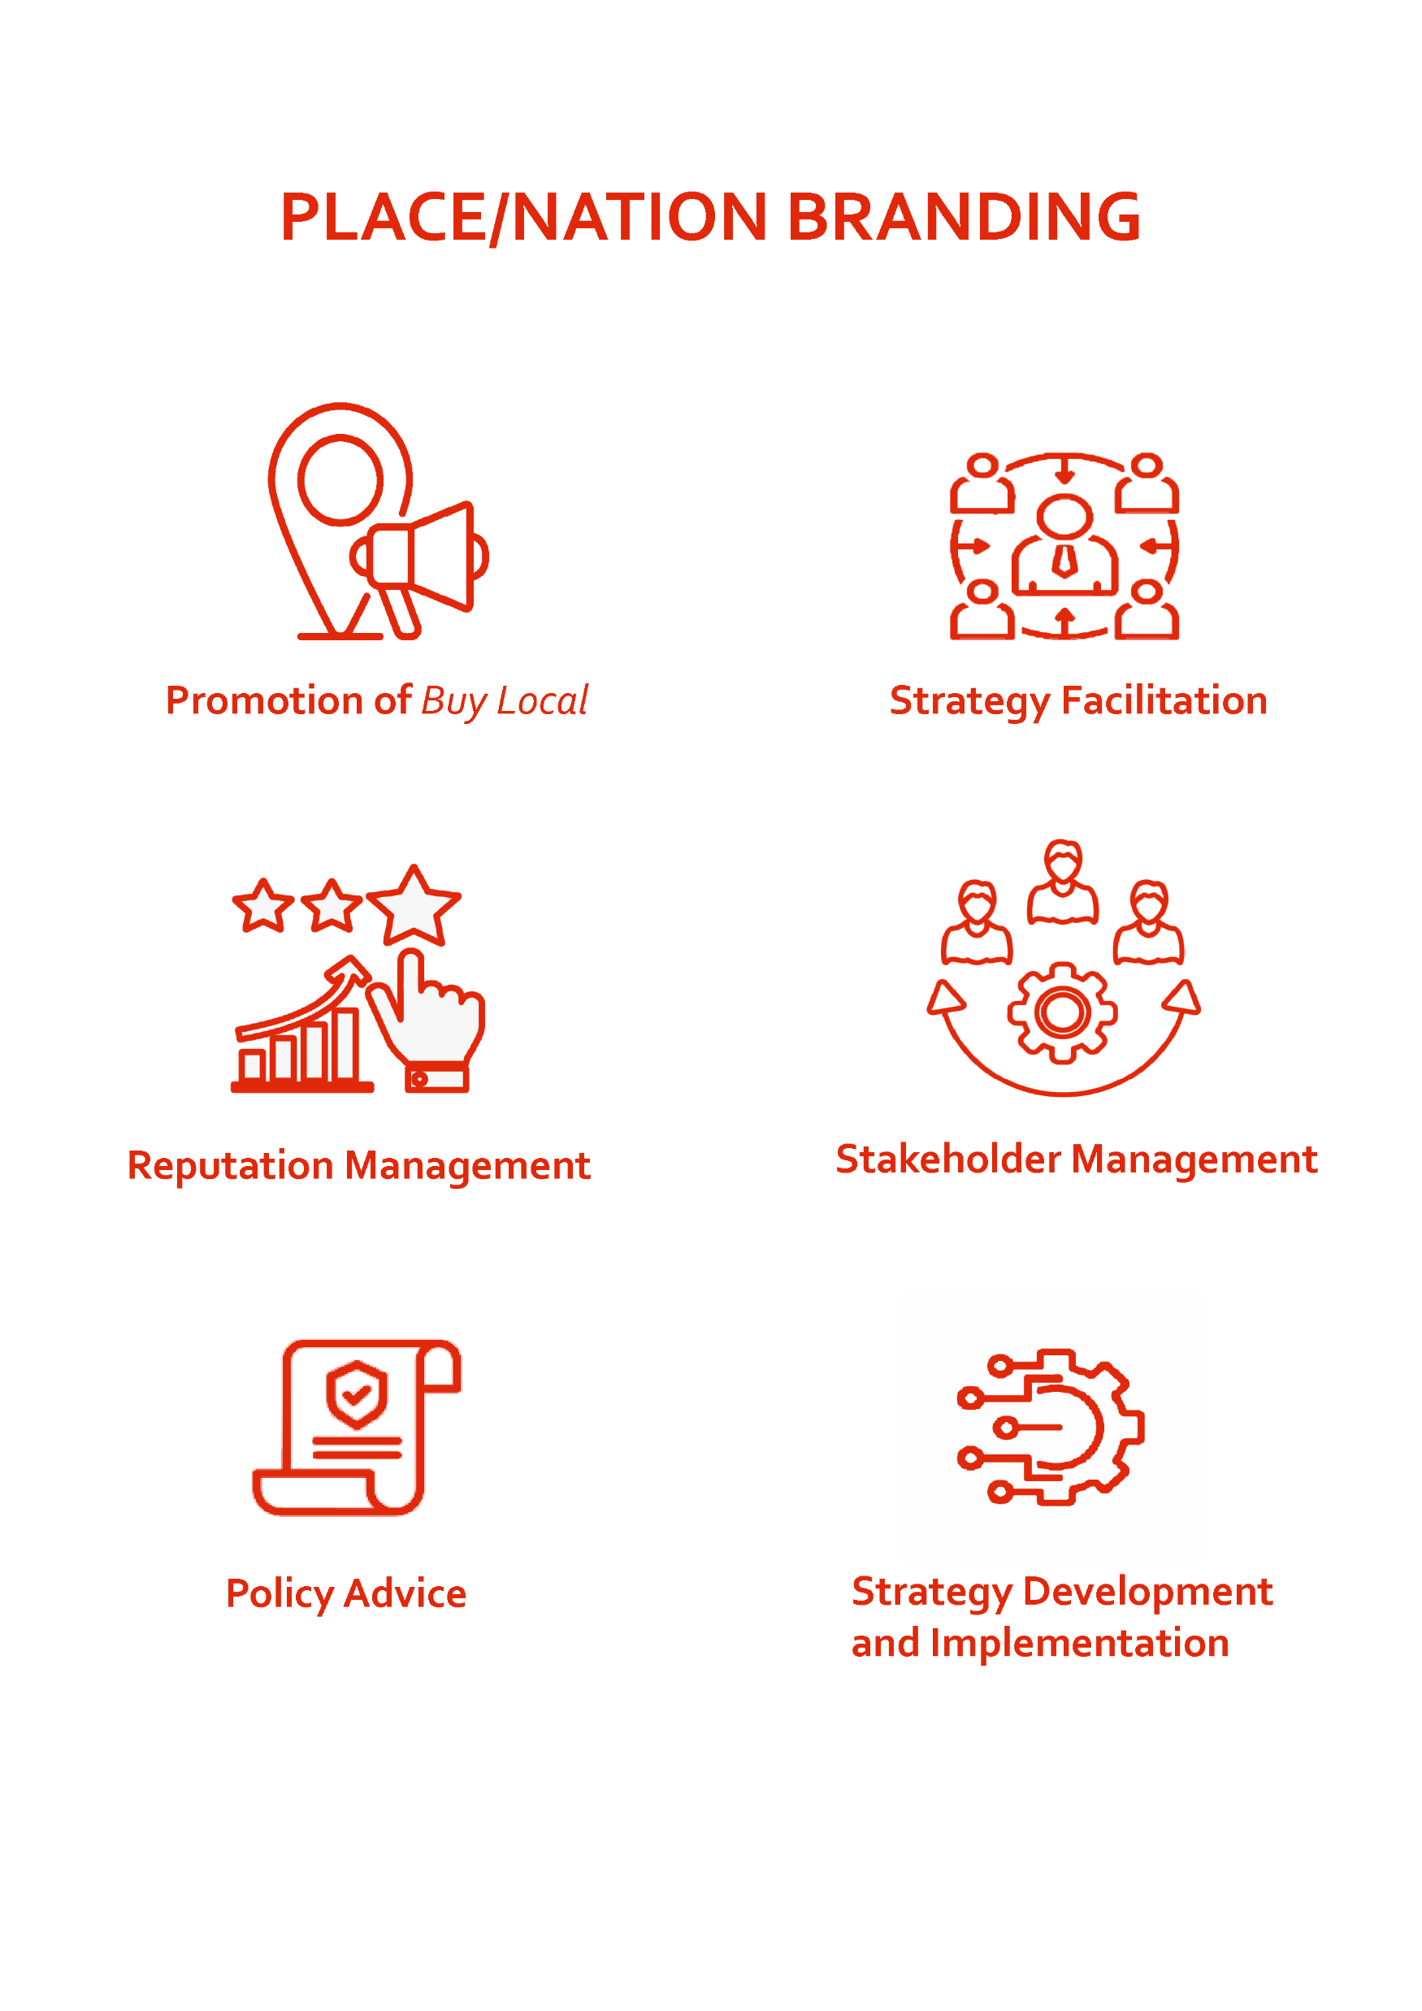 PLACE/NATION BRANDING
Promotion of Buy Local
Strategy Facilitation
Reputation Management
Stakeholder Management
Policy Advice
Strategy Development
and Implementation